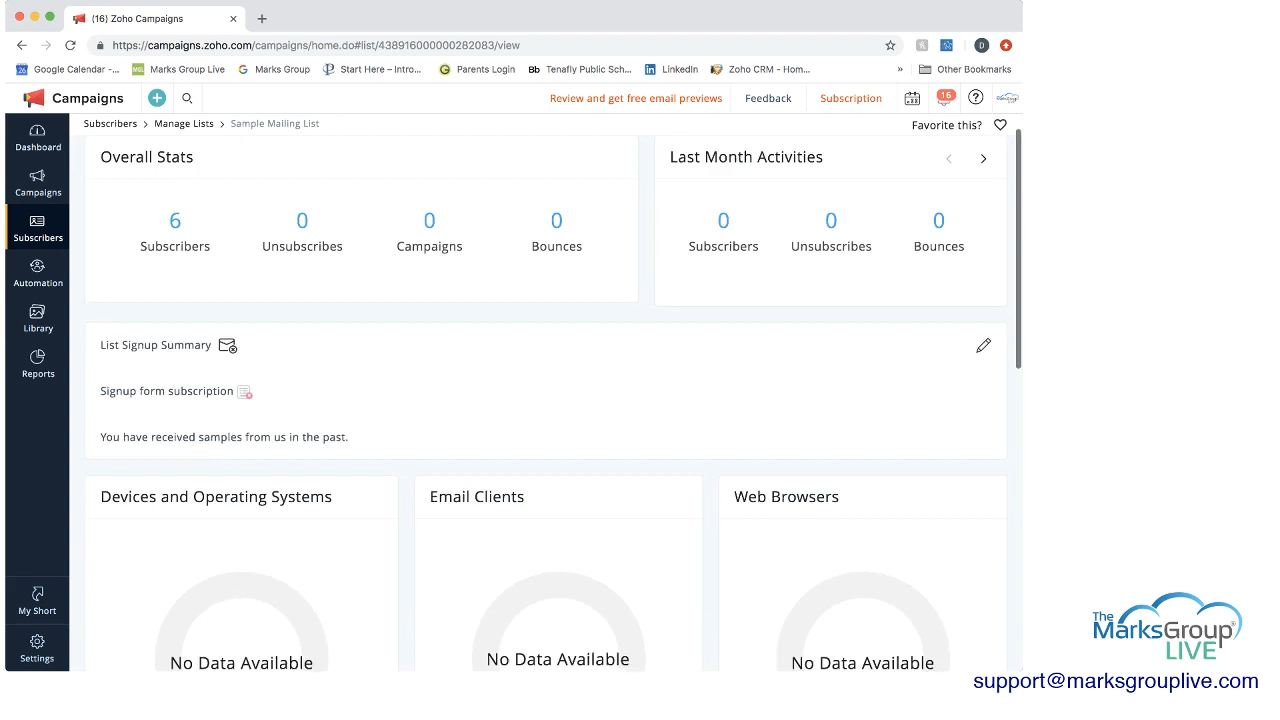 (16) Zoho Campaigns
https://campaigns.zoho.com/campaigns/home.do#list/438916000000282083/view
D
26 Google Calendar -... MGL Marks Group Live G Marks Group Start Here – Intro... Parents Login Bb Tenafly Public Sch... in LinkedIn Zoho CRM - Hom... » Other Bookmarks
Campaigns
Review and get free email previews Feedback Subscription 16
Subscribers > Manage Lists > Sample Mailing List
Favorite this?
Dashboard
Campaigns
Subscribers
Automation
Library
Reports
My Short
Settings
Overall Stats
6 0 0 0
Subscribers Unsubscribes Campaigns Bounces
Last Month Activities
0 0 0
Subscribers Unsubscribes Bounces
List Signup Summary
Signup form subscription
You have received samples from us in the past.
Devices and Operating Systems
No Data Available
Email Clients
No Data Available
Web Browsers
No Data Available
The
MarksGroup®
LIVE
support@marksgrouplive.com